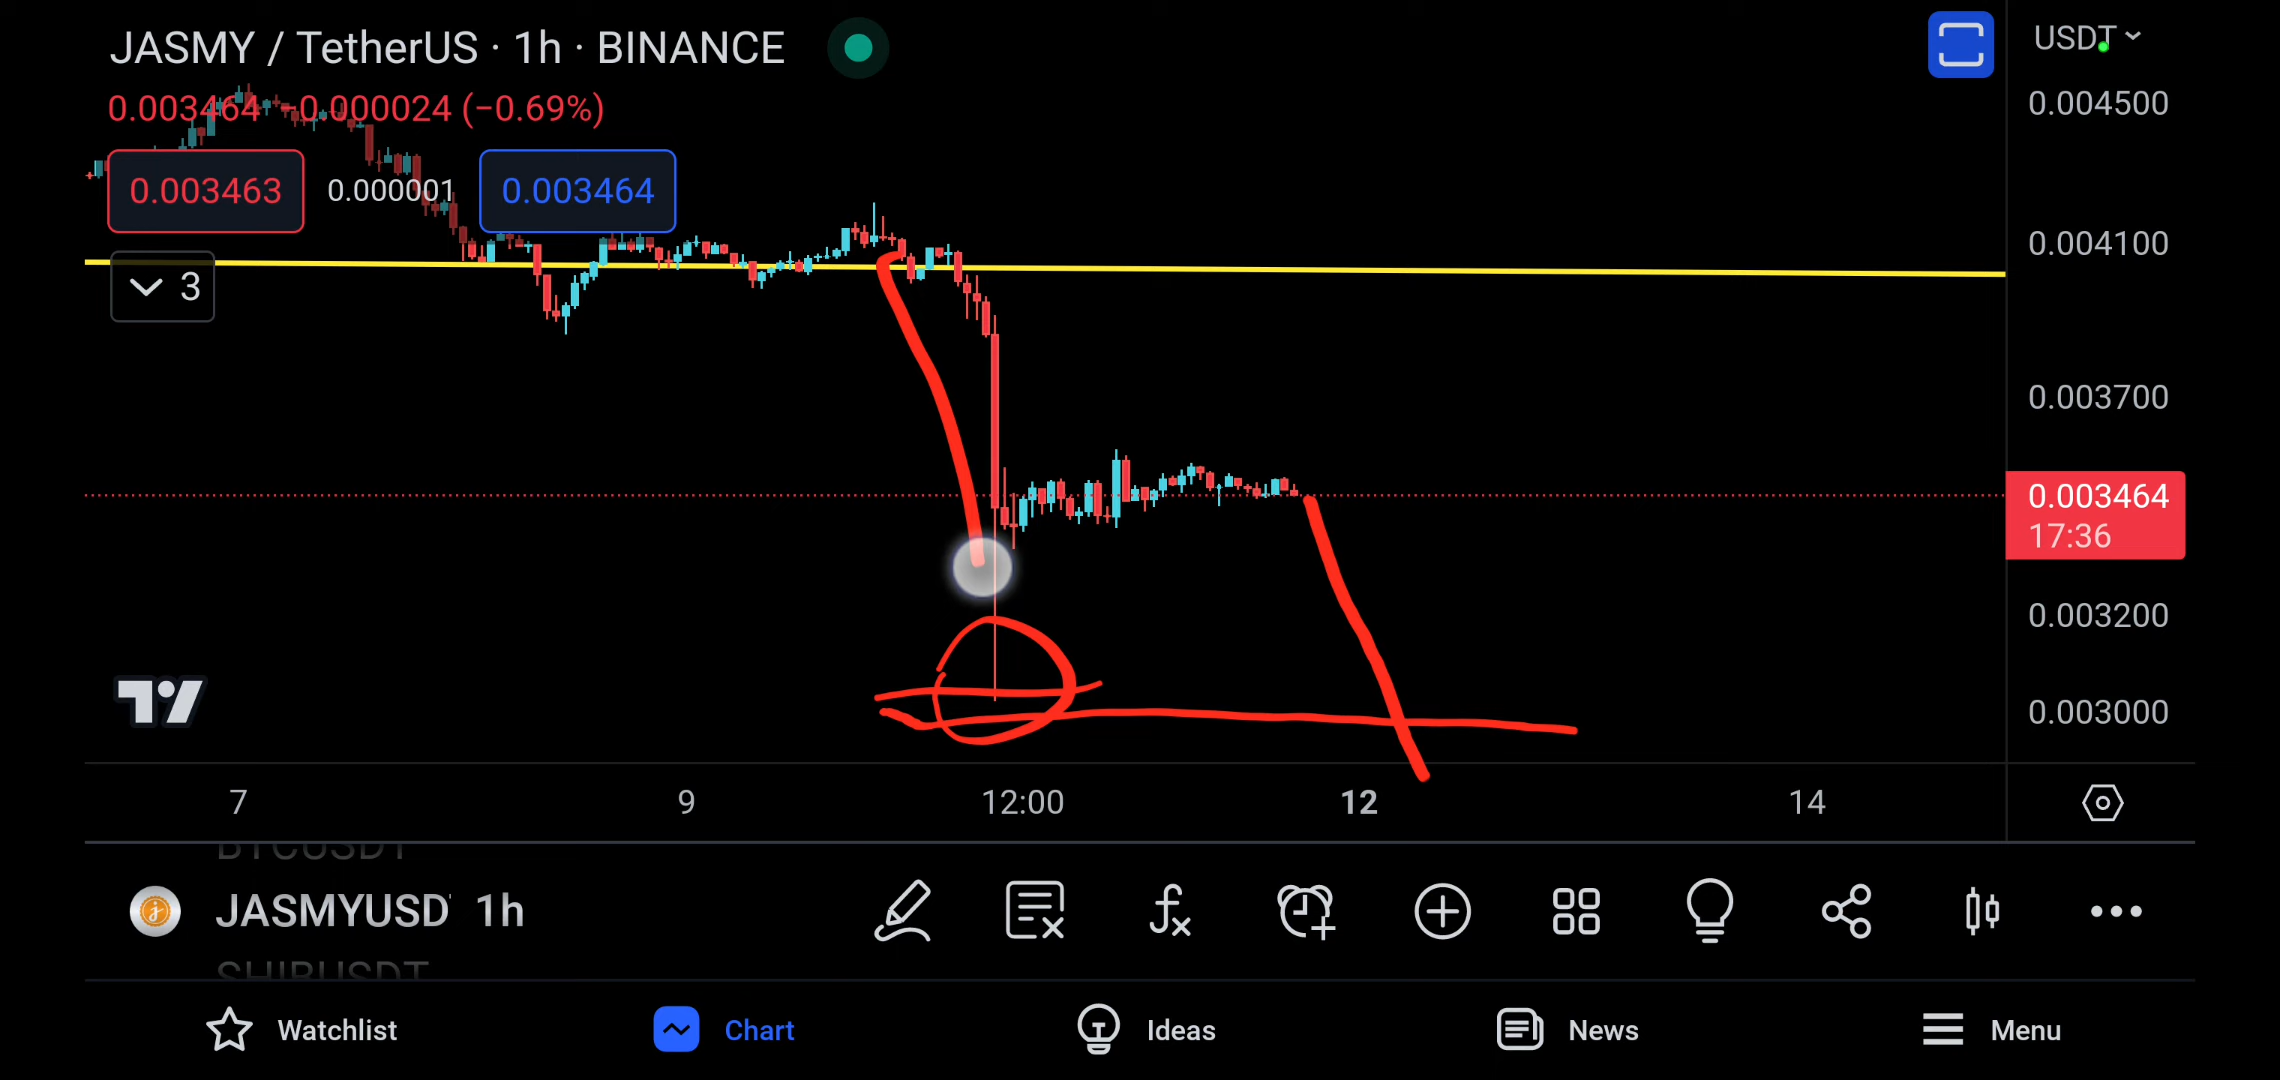 JASMY / TetherUS · 1h · BINANCE
USDT
0.003464 −0.000024 (−0.69%)
0.003463 0.000001 0.003464
3
0.004500
0.004100
0.003700
0.003464
17:36
0.003200
0.003000
7 9 12:00 12 14
BTCUSDT
JASMYUSD 1h
SHIBUSDT
Watchlist Chart Ideas News Menu